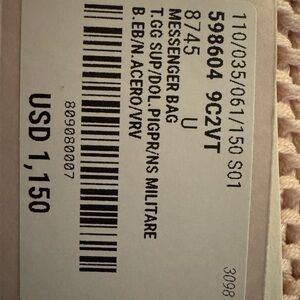 110/035/061/150 S01
598604 9C2VT
8745 U
MESSENGER BAG
T.GG SUP/DOL.PIGPR/NS MILITARE
B.EB/N.ACERO/VRV
809080007
USD 1,150
3098